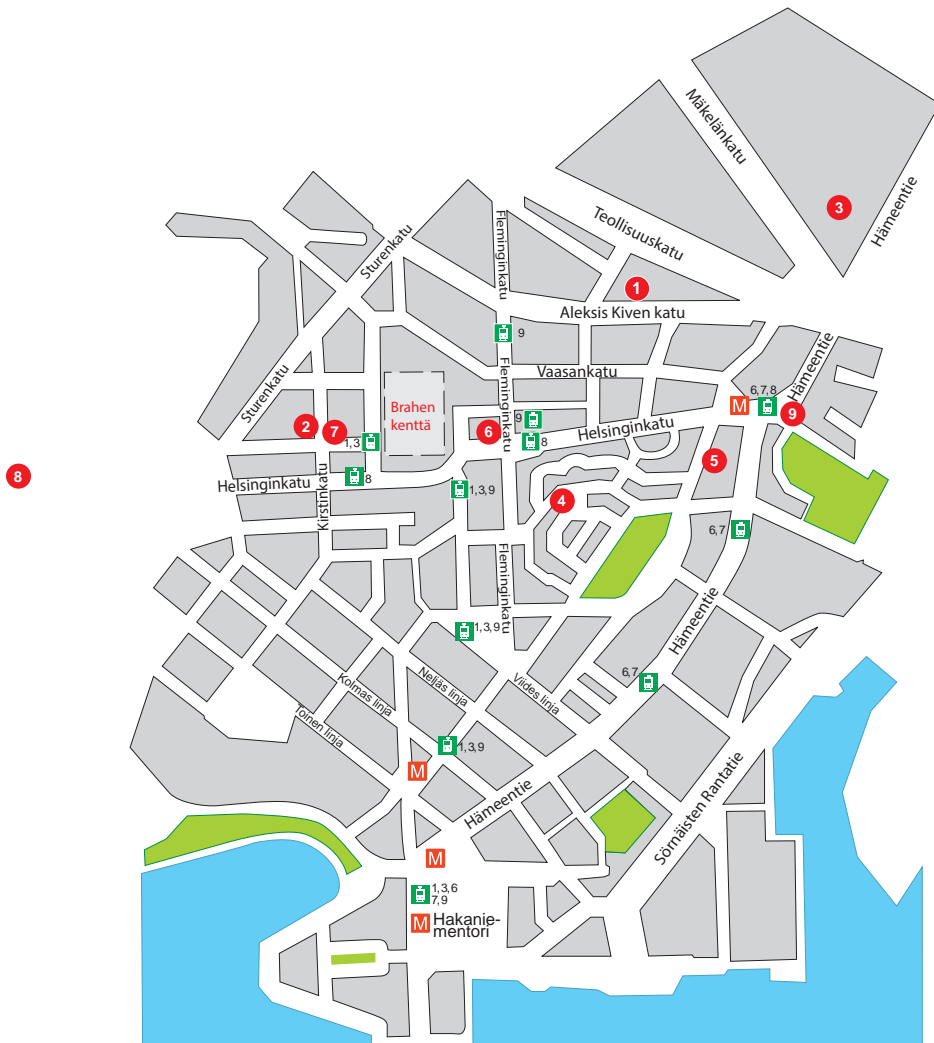 Mäkelänkatu
3
Hämeentie
Teollisuuskatu
Fleminginkatu
Sturenkatu
1
Aleksis Kiven katu
9
Hämeentie
Vaasankatu
Fleminginkatu
Sturenkatu
6,7,8
M
9
Brahen
kenttä
2
7
1,3
6
9
8
Helsinginkatu
5
8
Helsinginkatu
8
Kirstinkatu
1,3,9
4
6,7
Fleminginkatu
Hämeentie
1,3,9
6,7
Neljäs linja
Viides linja
Kolmas linja
Toinen linja
1,3,9
M
Hämeentie
Sörnäisten Rantatie
M
1,3,6
7,9
M
Hakanie-
mentori